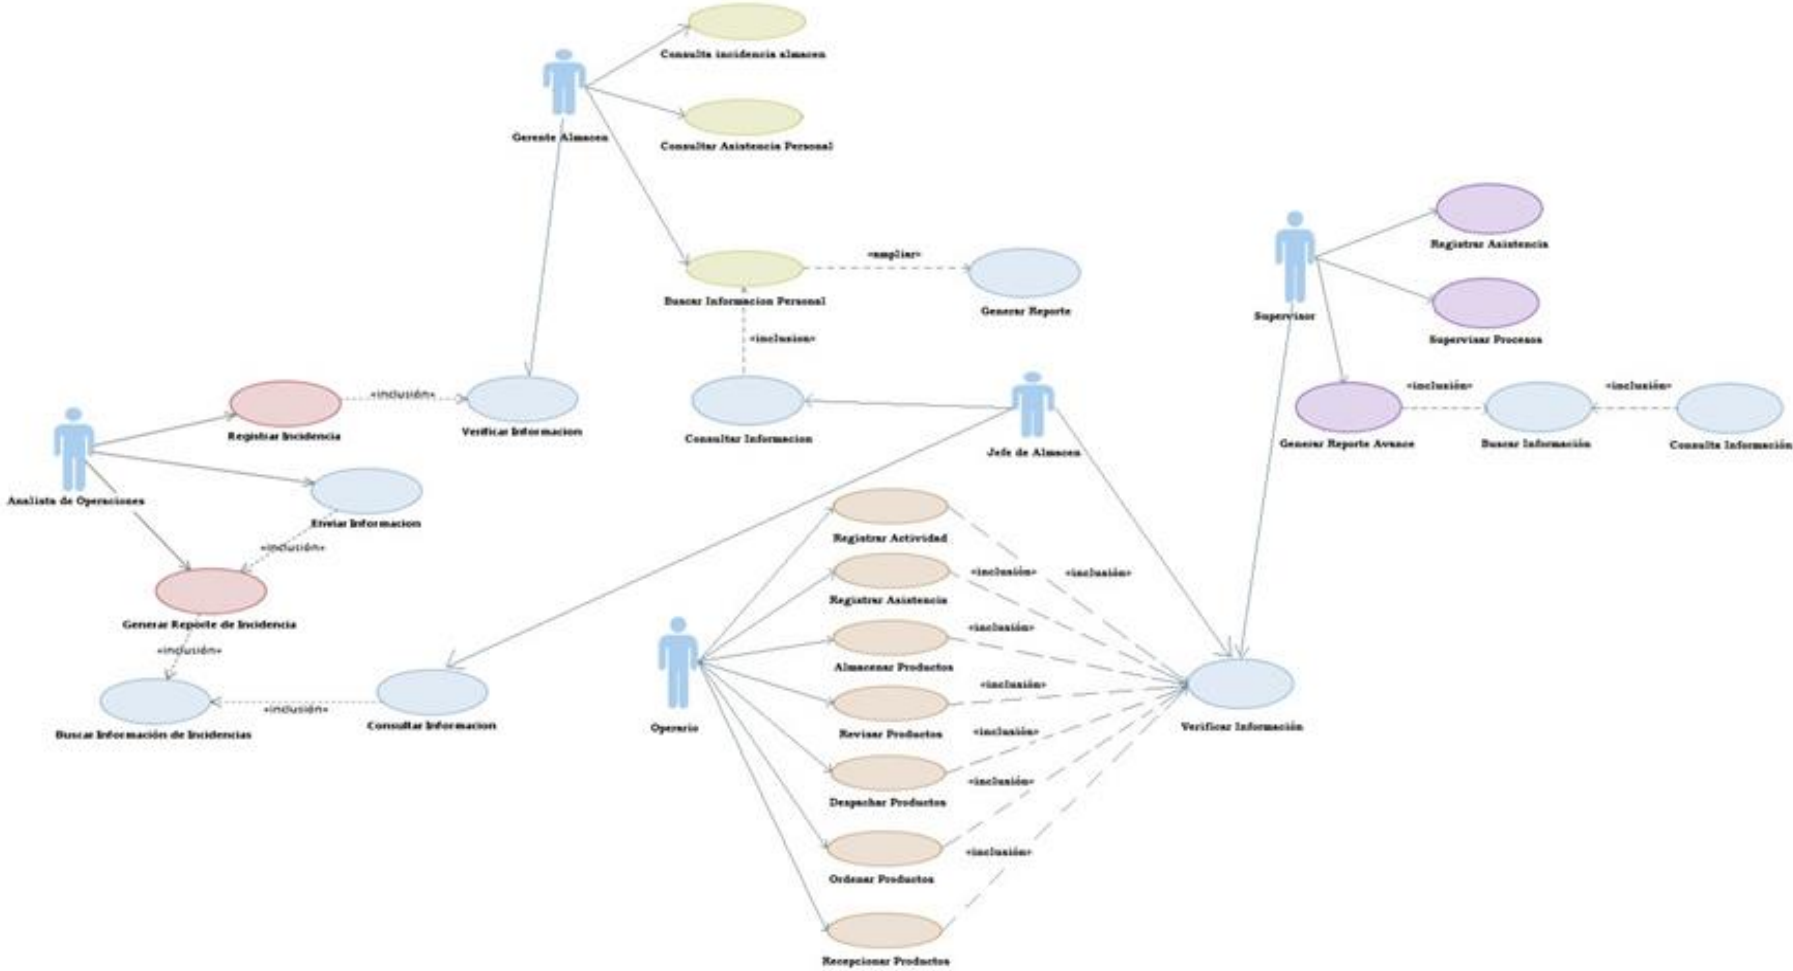 Consulta incidencia almacen
Gerente Almacen
Consultar Asistencia Personal
Registrar Asistencia
«ampliar»
Buscar Informacion Personal
Generar Reporte
Supervisor
«inclusion»
Supervisar Procesos
«inclusión»
Registrar Incidencia
Verificar Informacion
Consultar Informacion
Jefe de Almacen
«inclusión»
«inclusión»
Generar Reporte Avance
Buscar Información
Consulta Información
Analista de Operaciones
Enviar Informacion
«inclusión»
Registrar Actividad
«inclusión»
«inclusión»
Registrar Asistencia
Generar Reporte de Incidencia
«inclusión»
«inclusión»
Almacenar Productos
«inclusión»
«inclusión»
Consultar Informacion
Buscar Información de Incidencias
Operario
Revisar Productos
«inclusión»
Verificar Información
«inclusión»
Despachar Productos
«inclusión»
Ordenar Productos
Recepcionar Productos